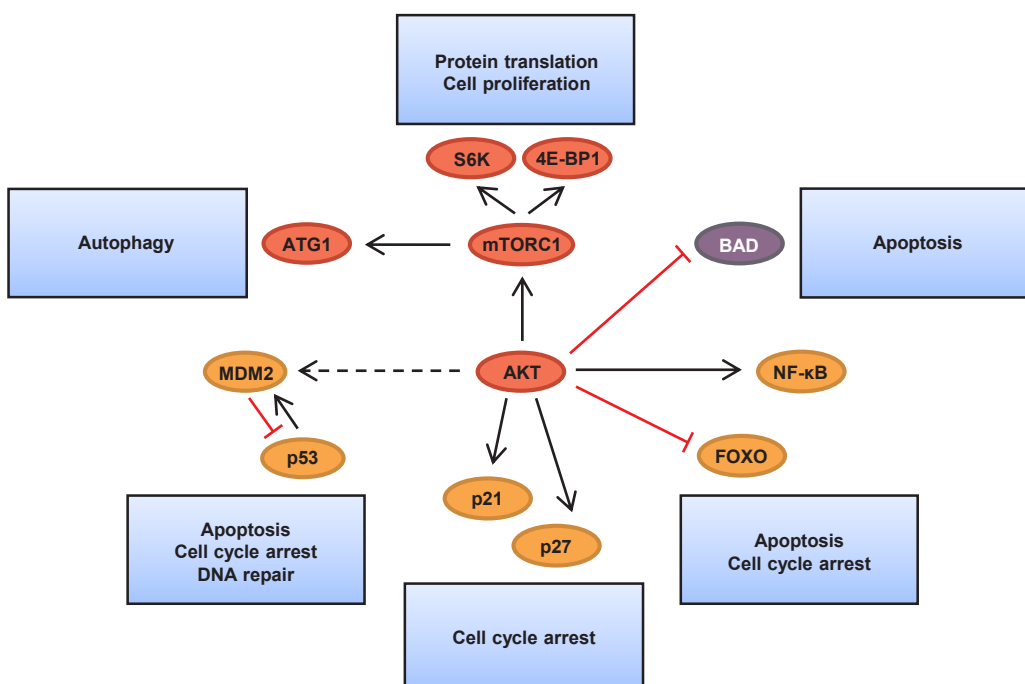 Protein translation
Cell proliferation
S6K
4E-BP1
Autophagy
ATG1
mTORC1
BAD
Apoptosis
MDM2
AKT
NF-κB
p53
FOXO
p21
p27
Apoptosis
Cell cycle arrest
DNA repair
Apoptosis
Cell cycle arrest
Cell cycle arrest